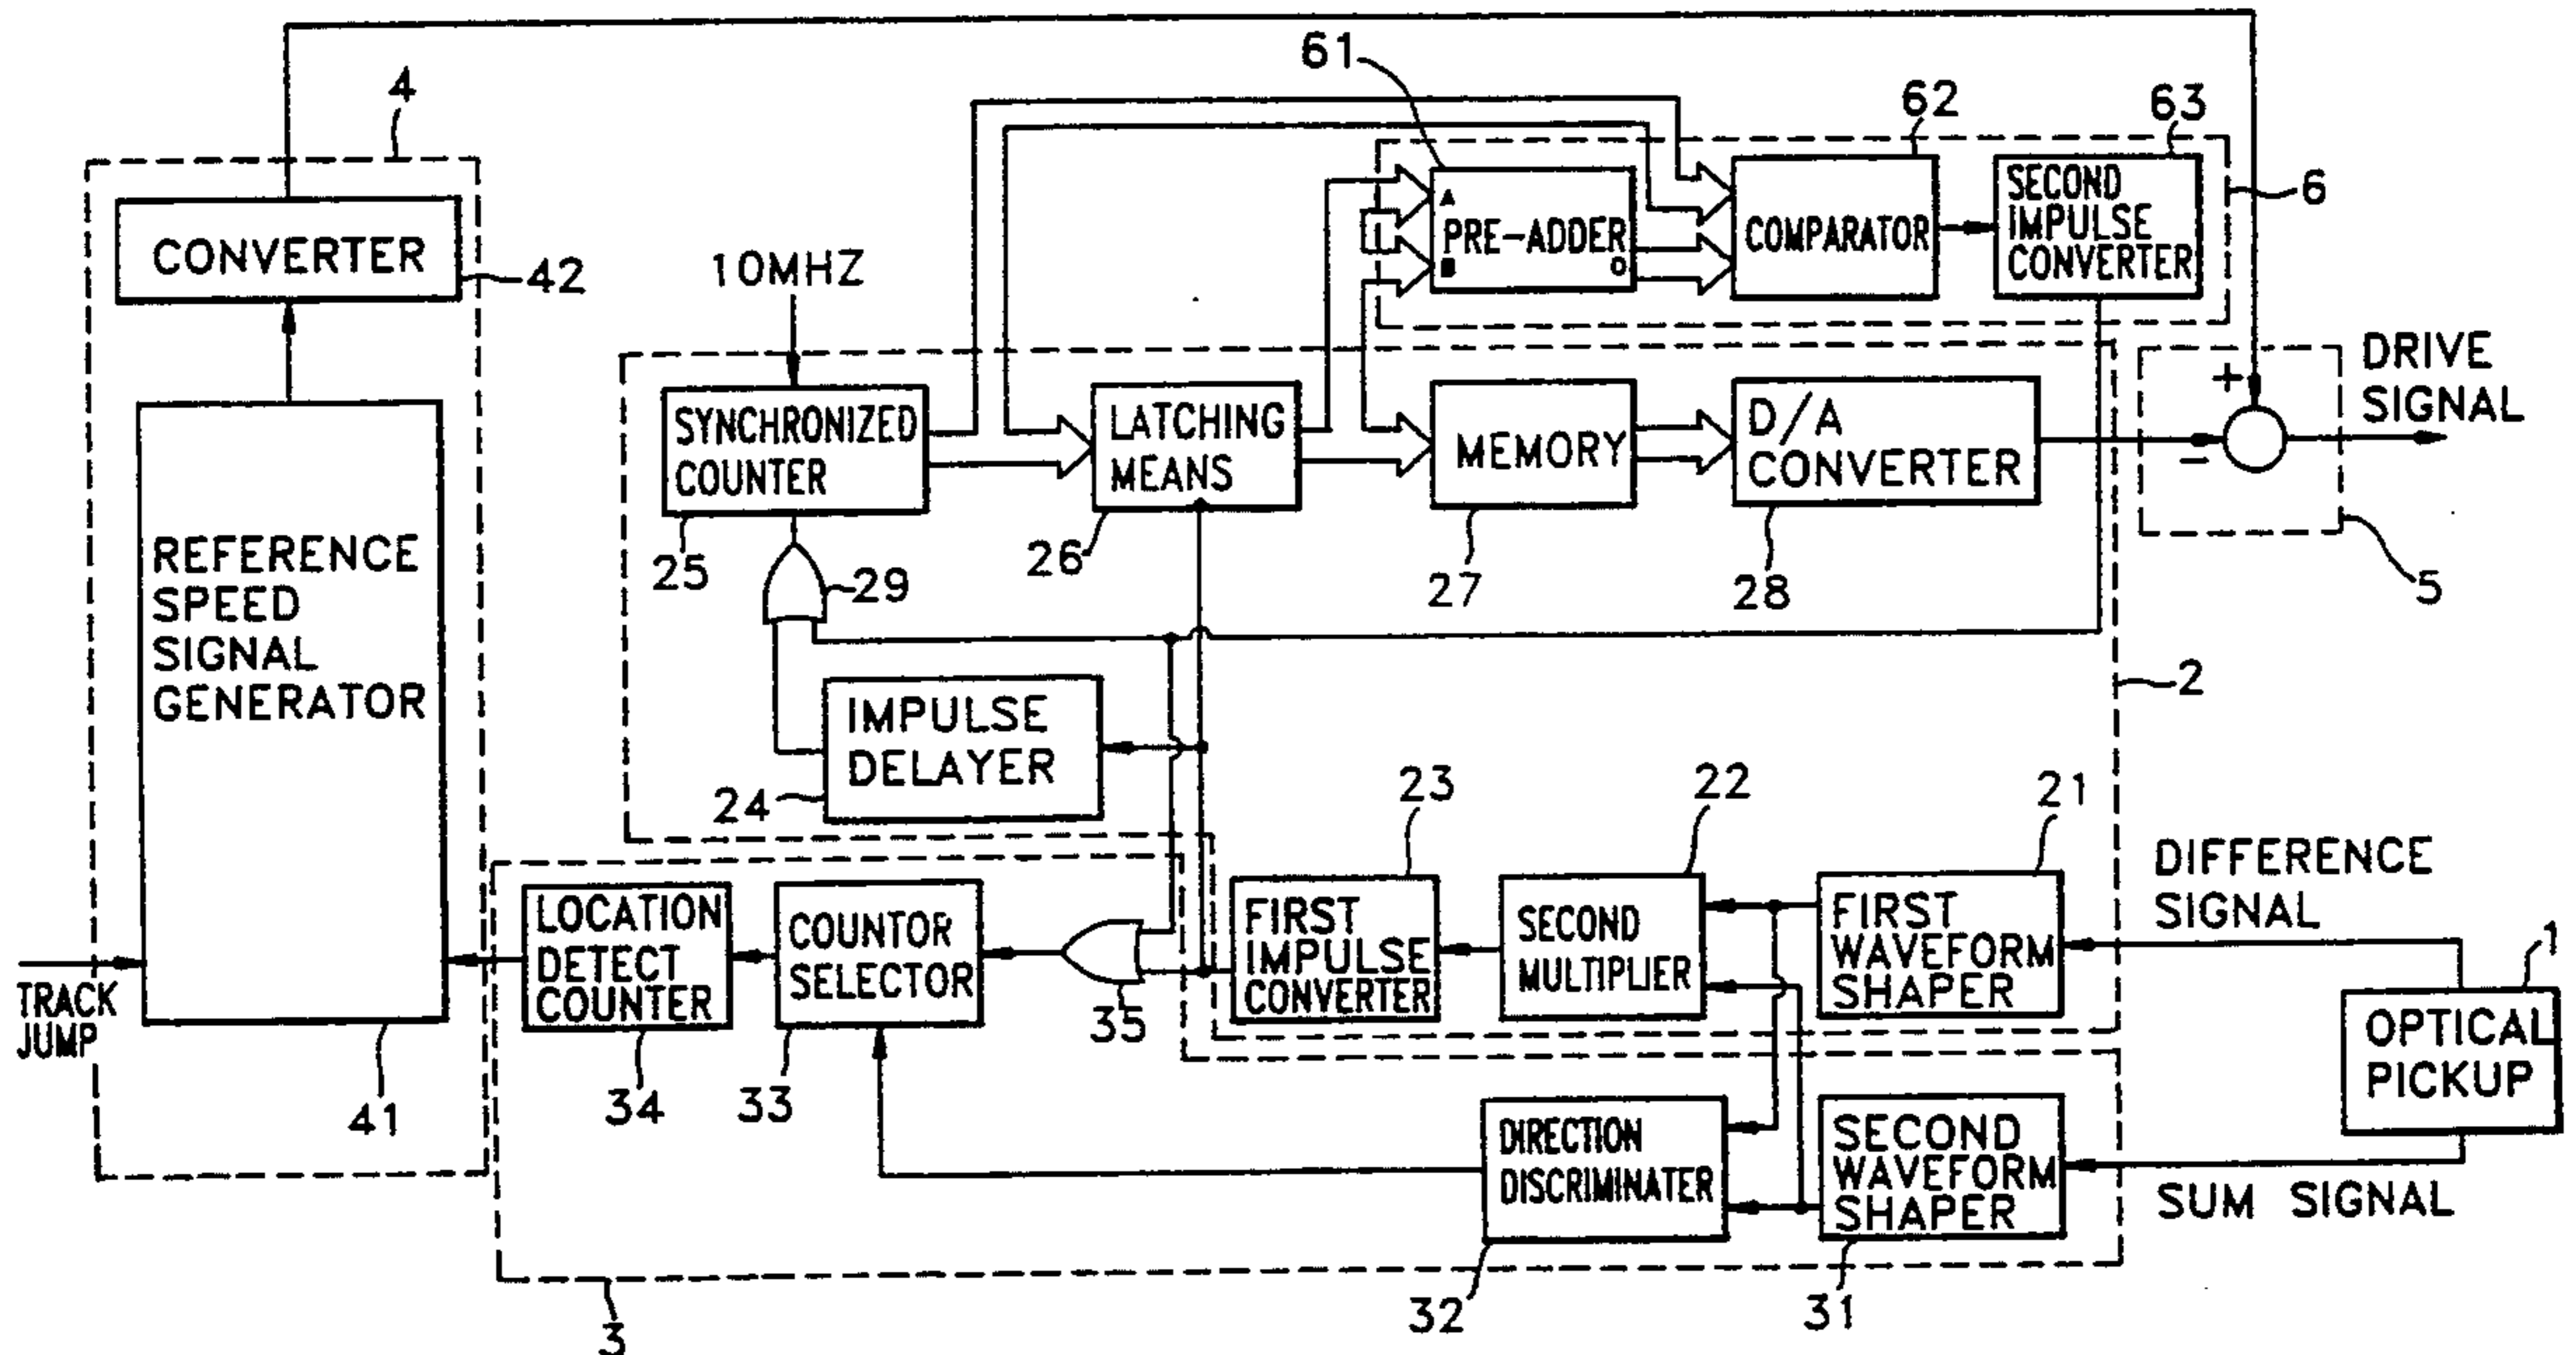 61
4
62
63
6
CONVERTER
42
10MHZ
A
PRE-ADDER
O
COMPARATOR
SECOND
IMPULSE
CONVERTER
DRIVE
SIGNAL
+
−
5
SYNCHRONIZED
COUNTER
25
LATCHING
MEANS
26
MEMORY
27
D/A
CONVERTER
28
29
REFERENCE
SPEED
SIGNAL
GENERATOR
41
TRACK
JUMP
IMPULSE
DELAYER
24
2
23
22
21
LOCATION
DETECT
COUNTER
34
COUNTOR
SELECTOR
33
35
FIRST
IMPULSE
CONVERTER
SECOND
MULTIPLIER
FIRST
WAVEFORM
SHAPER
DIFFERENCE
SIGNAL
1
OPTICAL
PICKUP
DIRECTION
DISCRIMINATER
32
SECOND
WAVEFORM
SHAPER
31
SUM SIGNAL
3